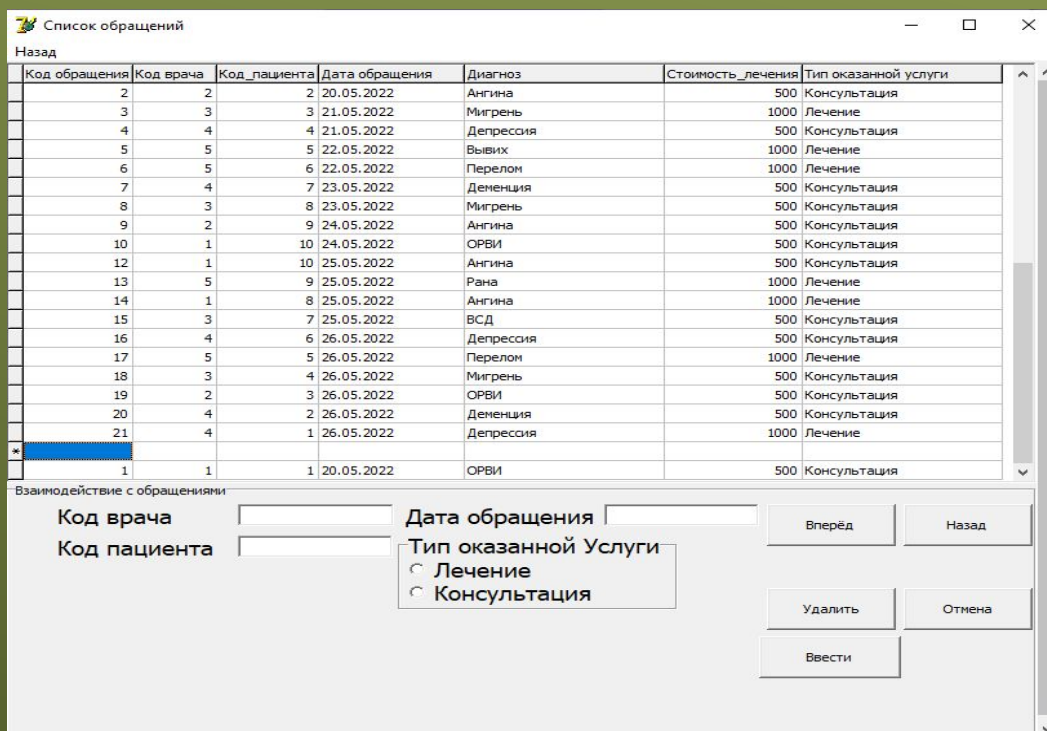 Список обращений
Назад
Код обращения Код врача Код_пациента Дата обращения Диагноз Стоимость_лечения Тип оказанной услуги
2 2 2 20.05.2022 Ангина 500 Консультация
3 3 3 21.05.2022 Мигрень 1000 Лечение
4 4 4 21.05.2022 Депрессия 500 Консультация
5 5 5 22.05.2022 Вывих 1000 Лечение
6 5 6 22.05.2022 Перелом 1000 Лечение
7 4 7 23.05.2022 Деменция 500 Консультация
8 3 8 23.05.2022 Мигрень 500 Консультация
9 2 9 24.05.2022 Ангина 500 Консультация
10 1 10 24.05.2022 ОРВИ 500 Консультация
12 1 10 25.05.2022 Ангина 500 Консультация
13 5 9 25.05.2022 Рана 1000 Лечение
14 1 8 25.05.2022 Ангина 1000 Лечение
15 3 7 25.05.2022 ВСД 500 Консультация
16 4 6 26.05.2022 Депрессия 500 Консультация
17 5 5 26.05.2022 Перелом 1000 Лечение
18 3 4 26.05.2022 Мигрень 500 Консультация
19 2 3 26.05.2022 ОРВИ 500 Консультация
20 4 2 26.05.2022 Деменция 500 Консультация
21 4 1 26.05.2022 Депрессия 1000 Лечение
*
1 1 1 20.05.2022 ОРВИ 500 Консультация
Взаимодействие с обращениями
Код врача Дата обращения Вперёд Назад
Код пациента Тип оказанной Услуги
Лечение
Консультация
Удалить Отмена
Ввести